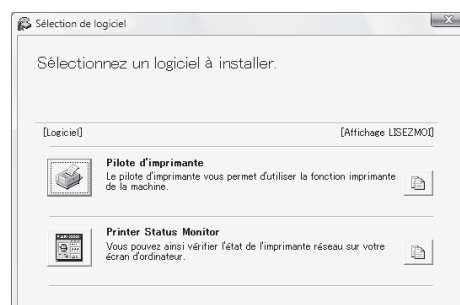 Sélection de logiciel
Sélectionnez un logiciel à installer.
[Logiciel] [Affichage LISEZMOI]
Pilote d'imprimante
Le pilote d'imprimante vous permet d'utiliser la fonction imprimante
de la machine.
Printer Status Monitor
Vous pouvez ainsi vérifier l'état de l'imprimante réseau sur votre
écran d'ordinateur.